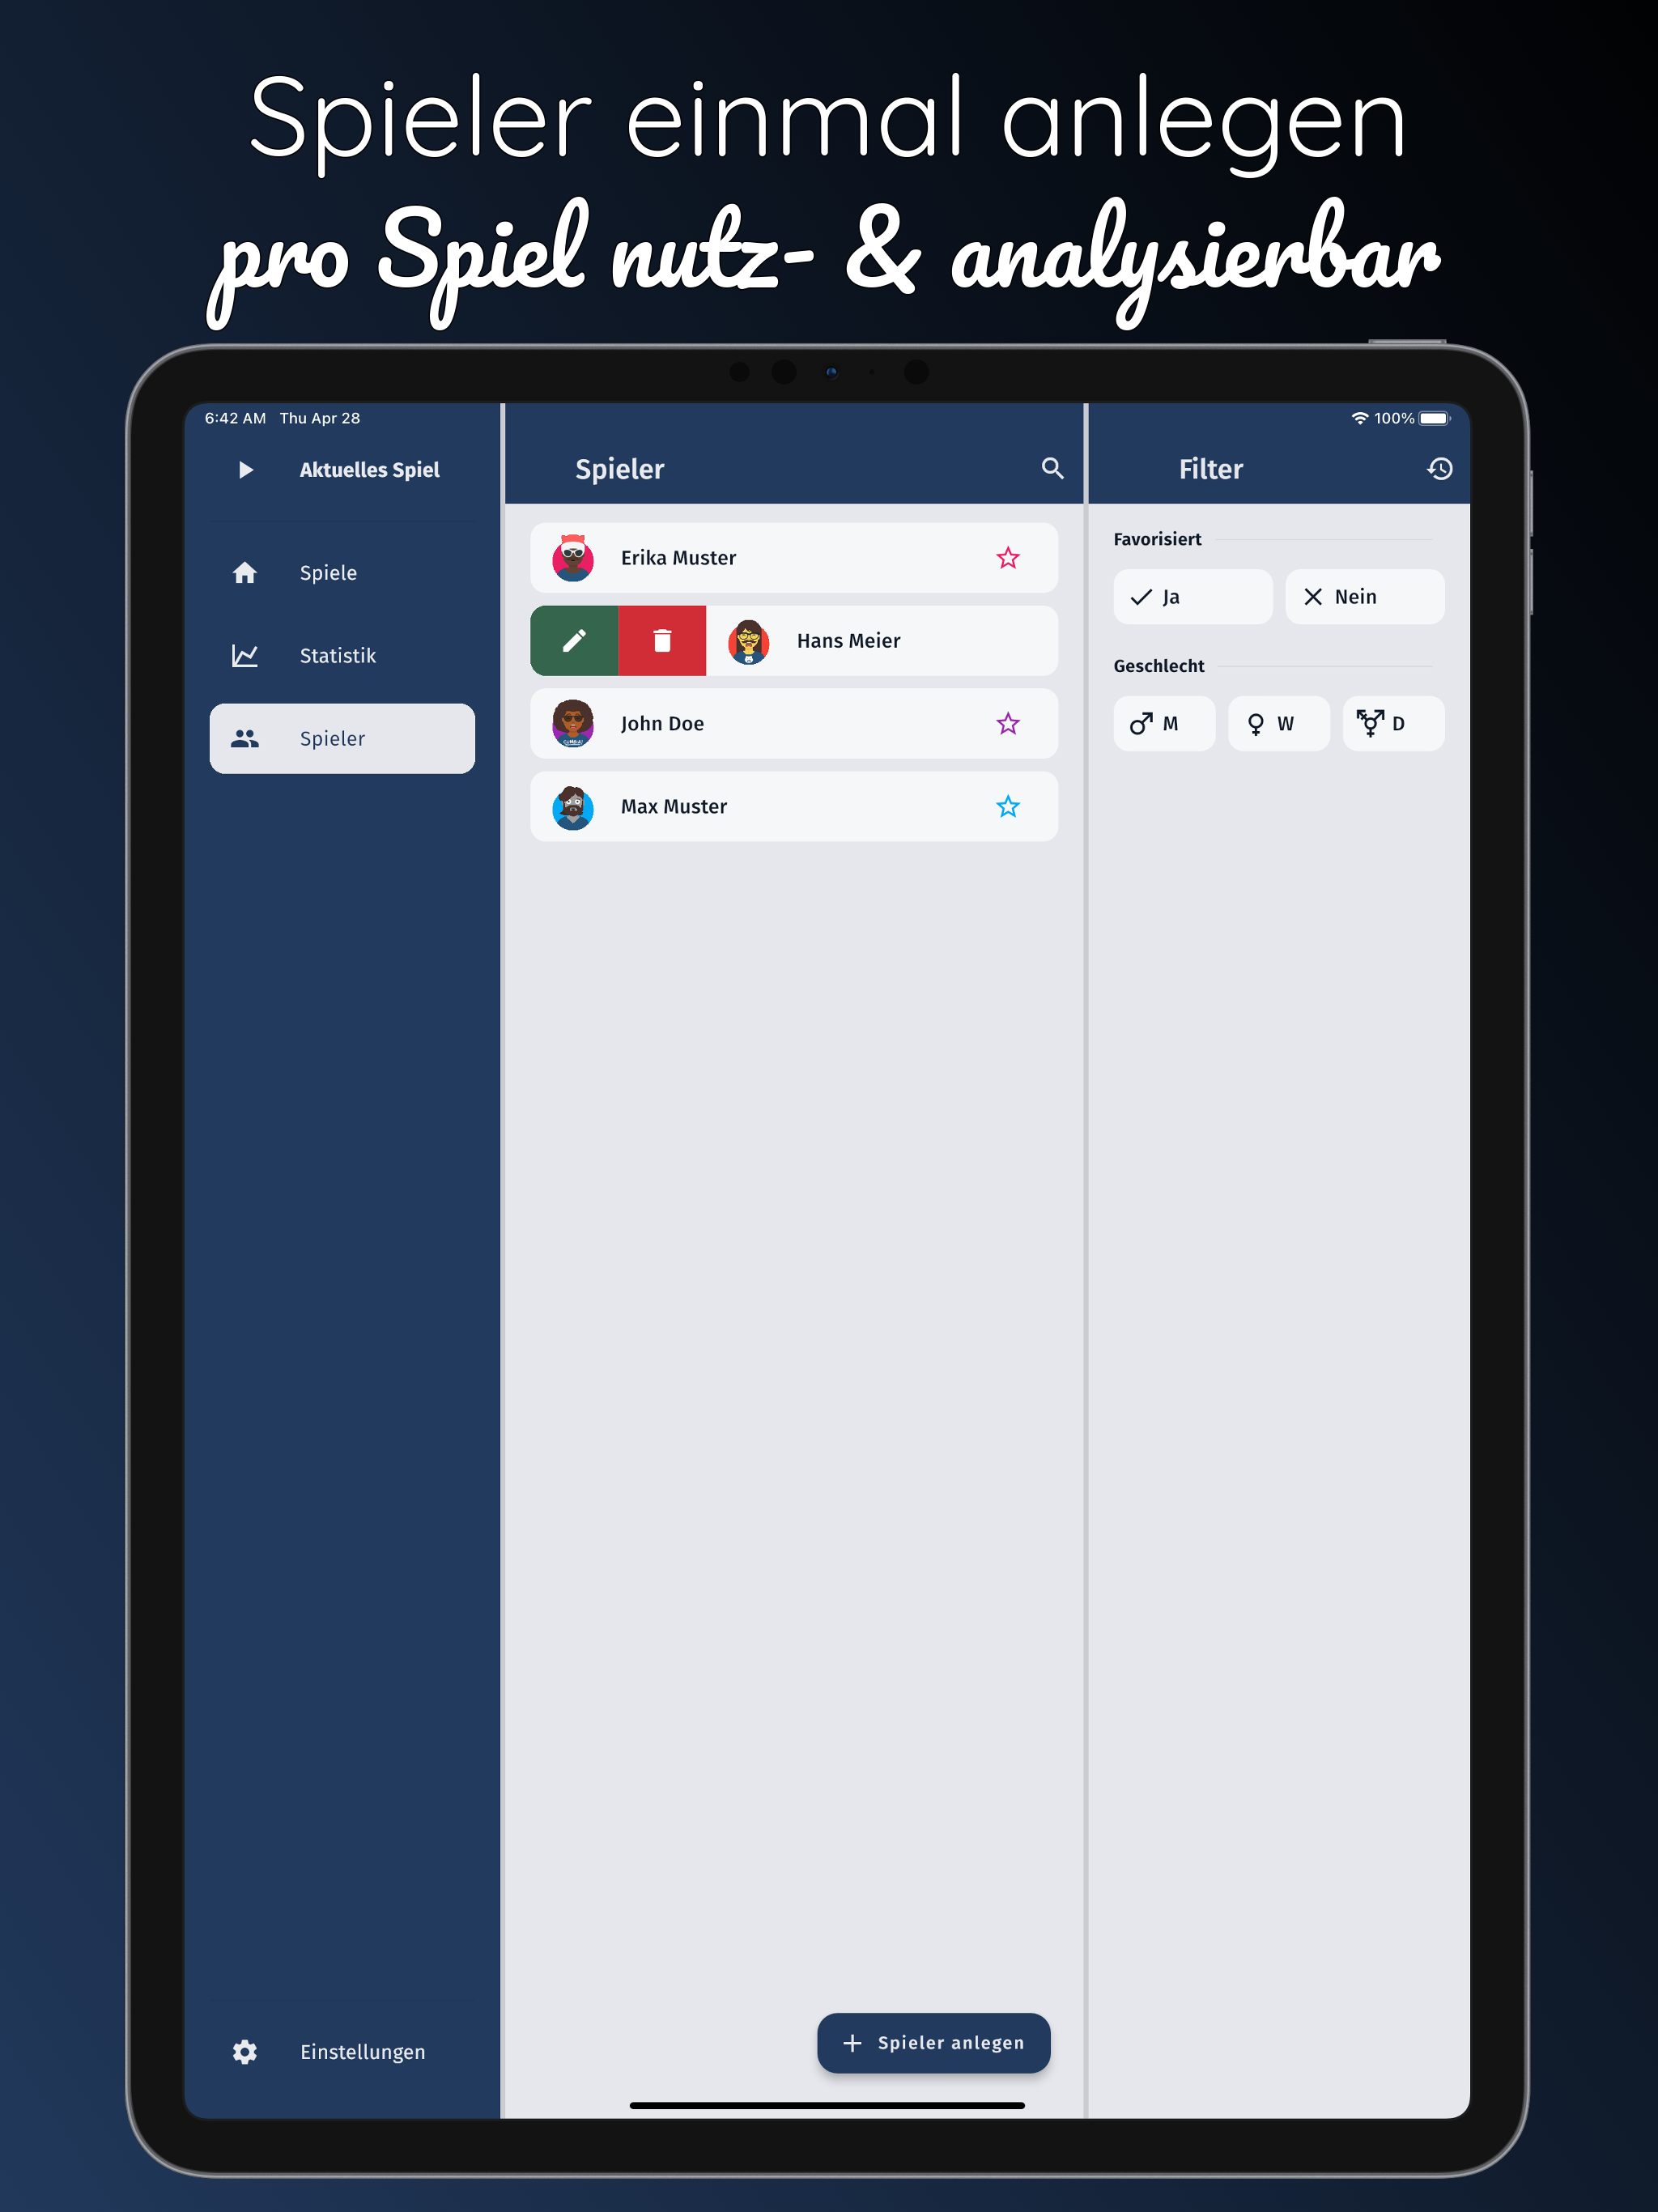 Spieler einmal anlegen
pro Spiel nutz- & analysierbar
6:42 AM Thu Apr 28
100%
Aktuelles Spiel
Spiele
Statistik
Spieler
Einstellungen
Spieler
Erika Muster
Hans Meier
John Doe
Max Muster
Spieler anlegen
Filter
Favorisiert
Ja Nein
Geschlecht
M W D